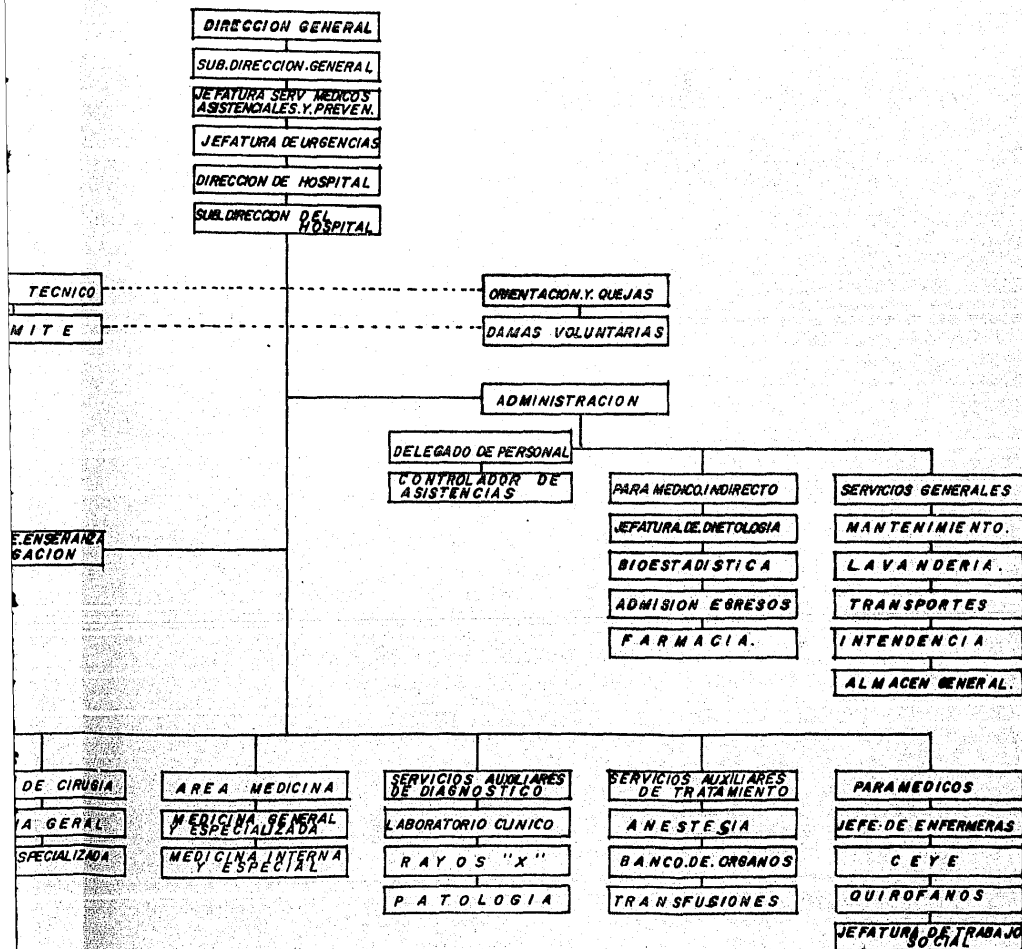 DIRECCION GENERAL
SUB.DIRECCION.GENERAL
JEFATURA SERV MEDICOS
ASISTENCIALES.Y.PREVEN.
JEFATURA DE URGENCIAS
DIRECCION DE HOSPITAL
SUB.DIRECCION DEL
HOSPITAL
TECNICO
ORIENTACION.Y.QUEJAS
MITE
DAMAS VOLUNTARIAS
ADMINISTRACION
DELEGADO DE PERSONAL
CONTROLADOR DE
ASISTENCIAS
PARA MEDICO.INDIRECTO
SERVICIOS GENERALES
JEFATURA.DE.DIETOLOGIA
MANTENIMIENTO.
E.ENSEÑANZA
GACION
BIOESTADISTICA
LAVANDERIA.
ADMISION EGRESOS
TRANSPORTES
FARMACIA.
INTENDENCIA
ALMACEN GENERAL.
DE CIRUGIA
AREA MEDICINA
SERVICIOS AUXILIARES
DE DIAGNOSTICO
SERVICIOS AUXILIARES
DE TRATAMIENTO
PARAMEDICOS
IA GERAL
MEDICINA GENERAL
Y ESPECIALIZADA
LABORATORIO CLINICO
ANESTESIA
JEFE DE ENFERMERAS
SPECIALIZADA
MEDICINA INTERNA
Y ESPECIAL
RAYOS "X"
BANCO.DE.ORGANOS
CEYE
PATOLOGIA
TRANSFUSIONES
QUIROFANOS
JEFATURA DE TRABAJO
SOCIAL